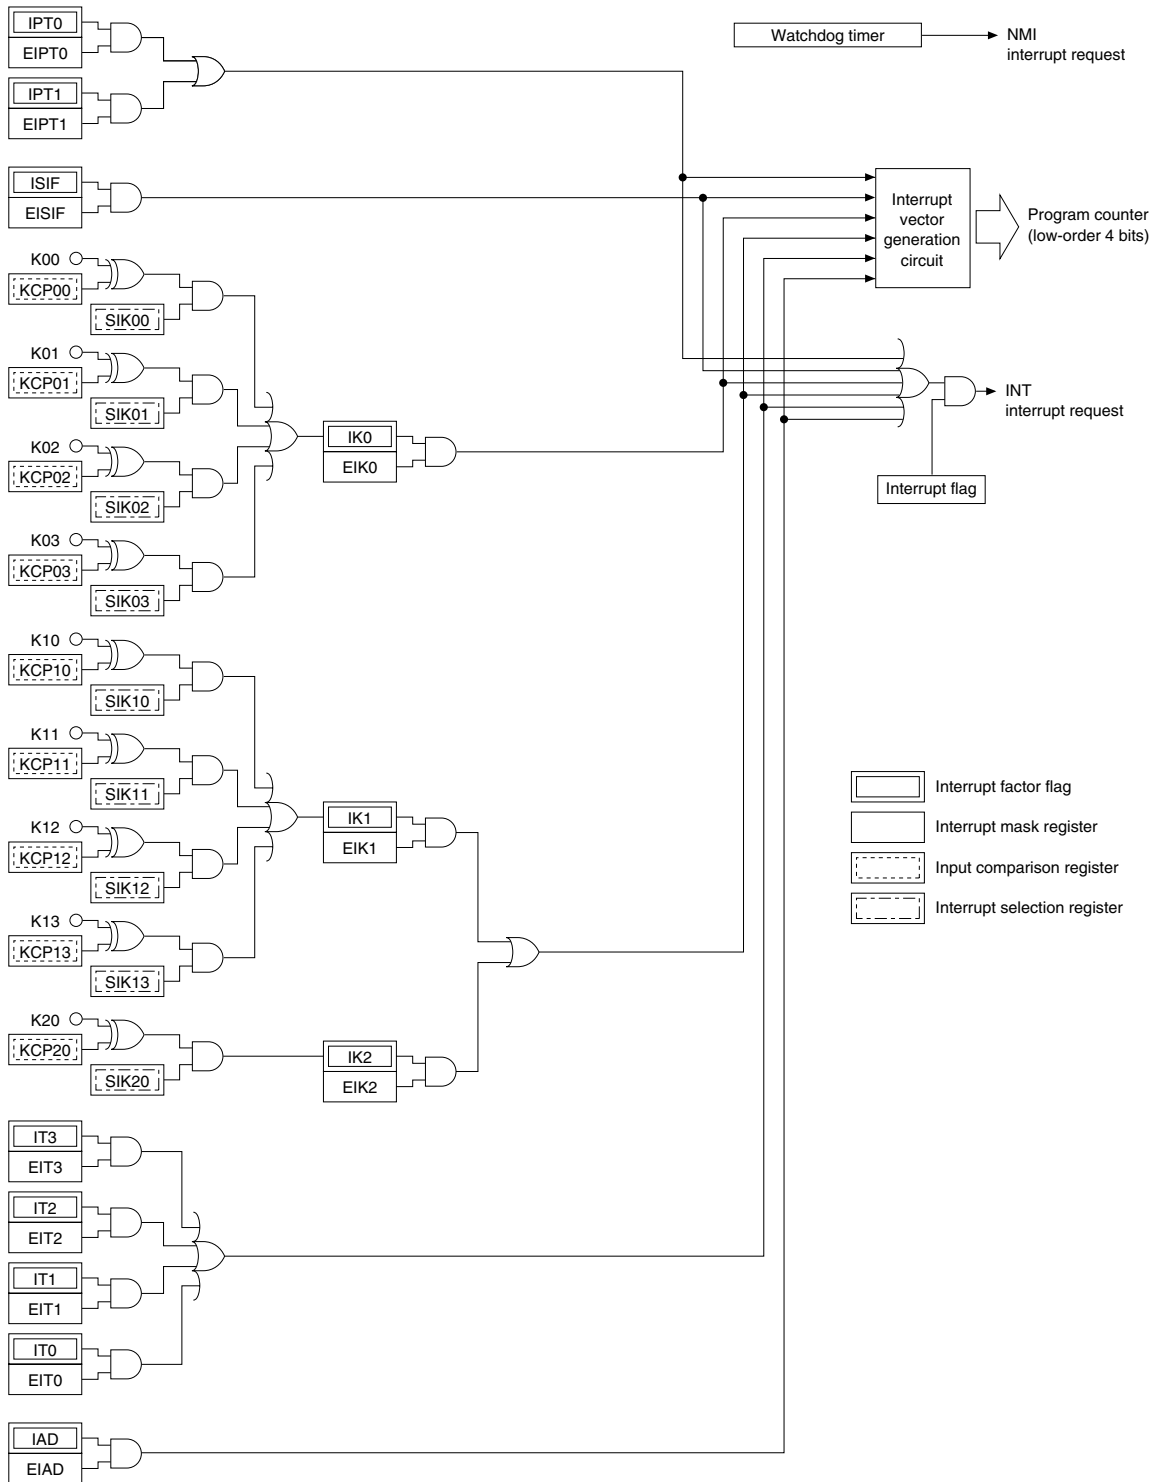 IPT0
EIPT0
IPT1
EIPT1
Watchdog timer
NMI
interrupt request
ISIF
EISIF
Interrupt
vector
generation
circuit
Program counter
(low-order 4 bits)
K00
KCP00
SIK00
K01
KCP01
SIK01
K02
KCP02
SIK02
K03
KCP03
SIK03
IK0
EIK0
INT
interrupt request
Interrupt flag
K10
KCP10
SIK10
K11
KCP11
SIK11
K12
KCP12
SIK12
K13
KCP13
SIK13
IK1
EIK1
K20
KCP20
SIK20
IK2
EIK2
Interrupt factor flag
Interrupt mask register
Input comparison register
Interrupt selection register
IT3
EIT3
IT2
EIT2
IT1
EIT1
IT0
EIT0
IAD
EIAD